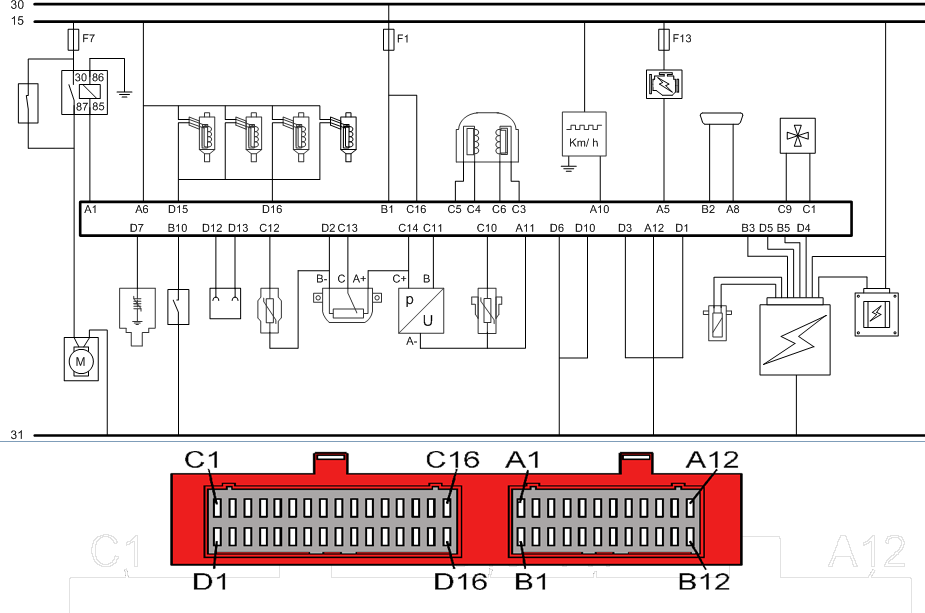 30
15
F7
F1
F13
30 86
87 85
Km/ h
A1 A6 D15 D16 B1 C16 C5 C4 C6 C3 A10 A5 B2 A8 C9 C1
D7 B10 D12 D13 C12 D2 C13 C14 C11 C10 A11 D6 D10 D3 A12 D1 B3 D5 B5 D4
B- C A+ C+ B
p
U
A-
M
31
C1 C16 A1 A12
C1 A12
D1 D16 B1 B12